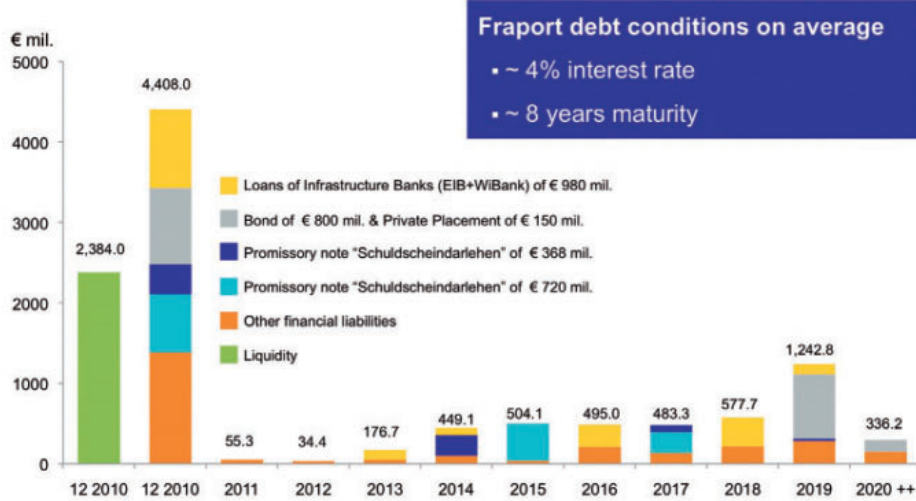 Fraport debt conditions on average
▪ ~ 4% interest rate
▪ ~ 8 years maturity
€ mil.
5000
4000
3000
2000
1000
0
2,384.0
4,408.0
55.3
34.4
176.7
449.1
504.1
495.0
483.3
577.7
1,242.8
336.2
Loans of Infrastructure Banks (EIB+WiBank) of € 980 mil.
Bond of € 800 mil. & Private Placement of € 150 mil.
Promissory note “Schuldscheindarlehen” of € 368 mil.
Promissory note “Schuldscheindarlehen” of € 720 mil.
Other financial liabilities
Liquidity
12 2010 12 2010 2011 2012 2013 2014 2015 2016 2017 2018 2019 2020 ++